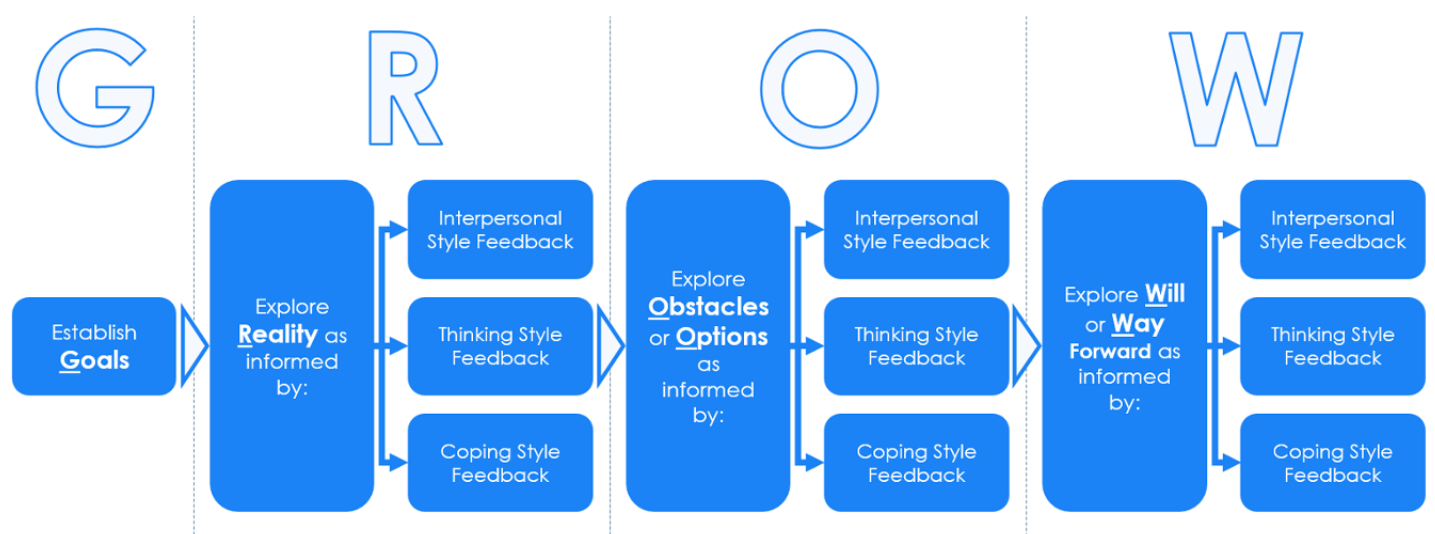 G
R
O
W
Establish
Goals
Explore
Reality as
informed
by:
Interpersonal
Style Feedback
Thinking Style
Feedback
Coping Style
Feedback
Explore
Obstacles
or Options
as
informed
by:
Interpersonal
Style Feedback
Thinking Style
Feedback
Coping Style
Feedback
Explore Will
or Way
Forward as
informed
by:
Interpersonal
Style Feedback
Thinking Style
Feedback
Coping Style
Feedback